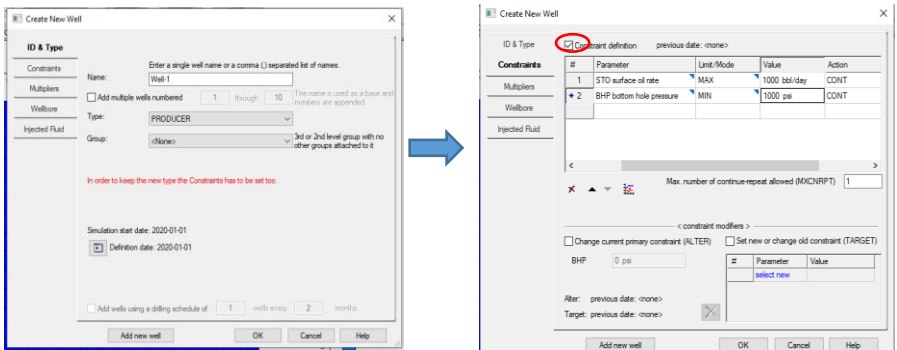 Create New Well
ID & Type
Constraints
Multipliers
Wellbore
Injected Fluid
Enter a single well name or a comma (,) separated list of names.
Name: Well-1
Add multiple wells numbered 1 through 10 The name is used as a base and numbers are appended
Type: PRODUCER
Group: <None> 3rd or 2nd level group with no other groups attached to it
In order to keep the new type the Constraints has to be set too.
Simulation start date: 2020-01-01
Definition date: 2020-01-01
Add wells using a drilling schedule of 1 wells every 2 months
Add new well OK Cancel Help
Create New Well
ID & Type
Constraints
Multipliers
Wellbore
Injected Fluid
Constraint definition previous date: <none>
# Parameter Limit/Mode Value Action
1 STO surface oil rate MAX 1000 bbl/day CONT
* 2 BHP bottom hole pressure MIN 1000 psi CONT
Max. number of continue-repeat allowed (MXCNRPT) 1
< constraint modifiers >
Change current primary constraint (ALTER) Set new or change old constraint (TARGET)
BHP 0 psi
# Parameter Value
select new
Alter: previous date: <none>
Target: previous date: <none>
Add new well OK Cancel Help